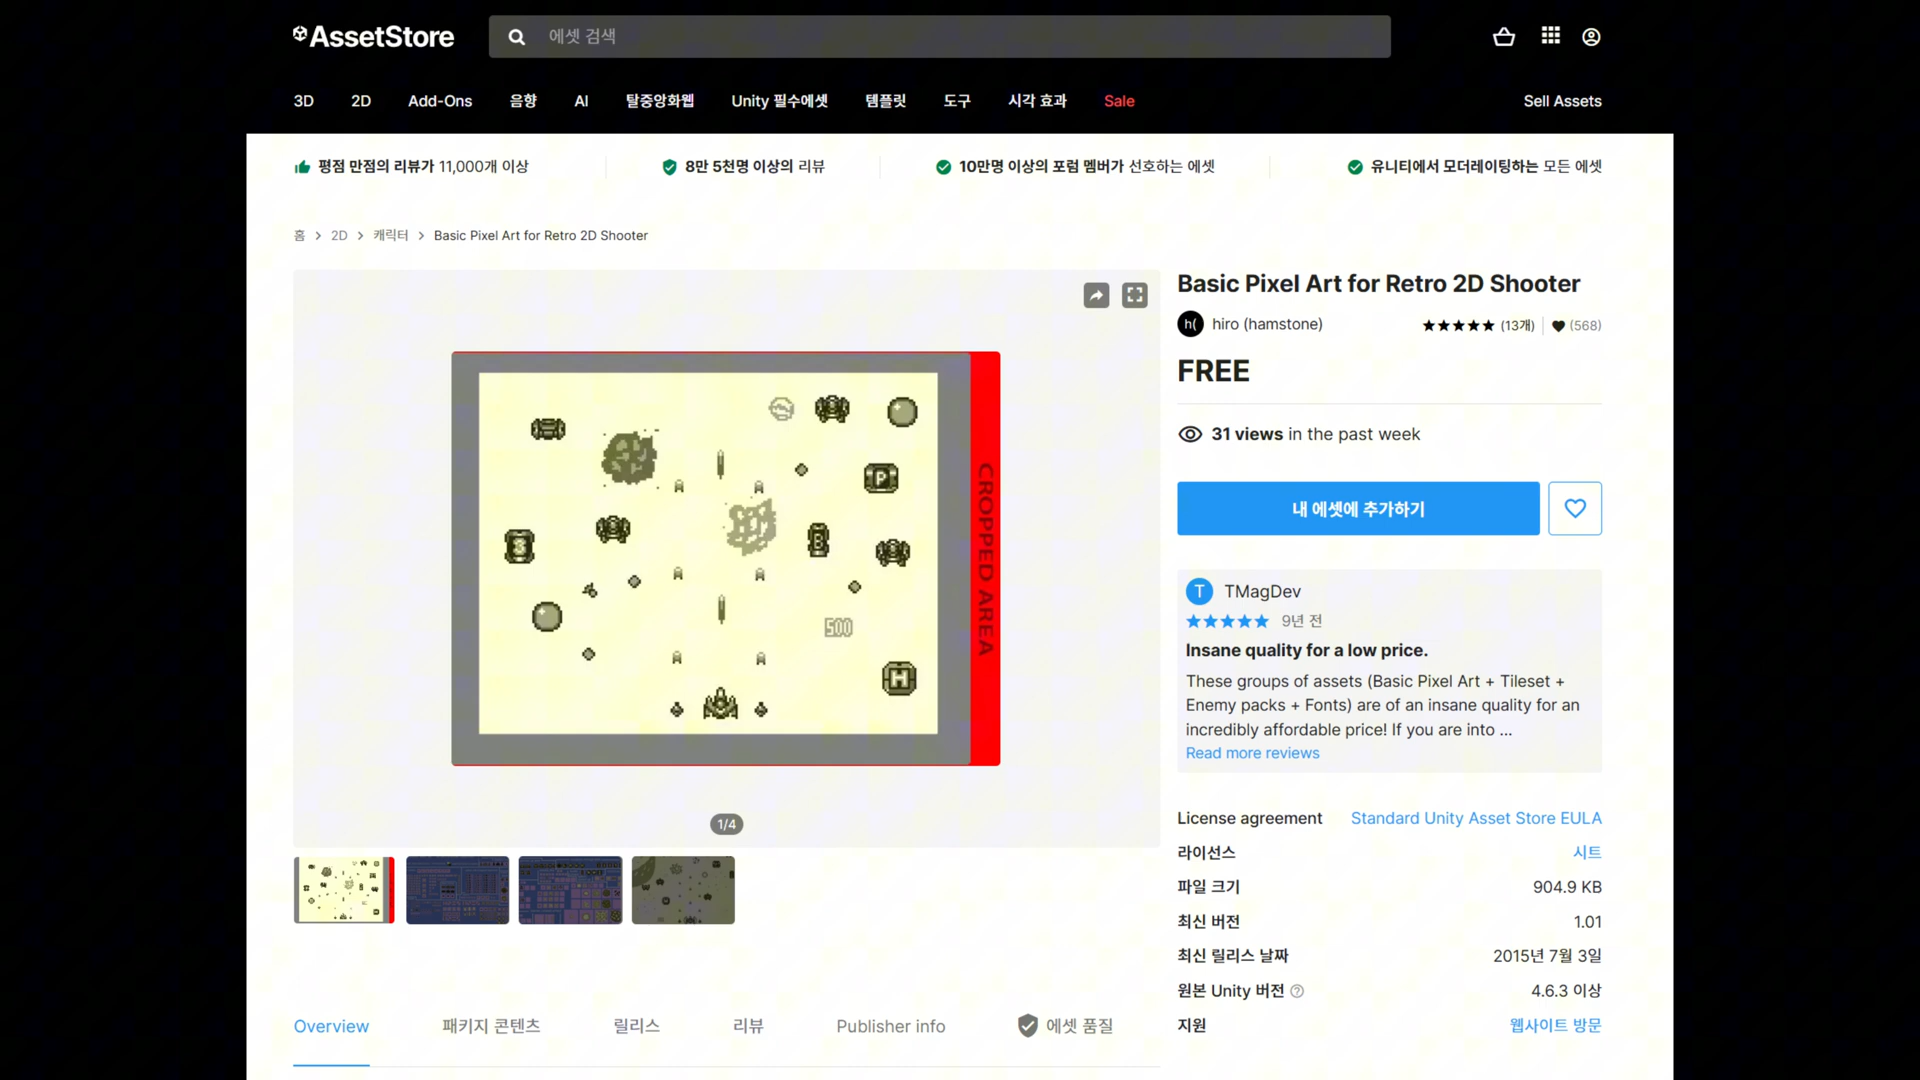 AssetStore
에셋 검색
3D 2D Add-Ons 음향 AI 탈중앙화웹 Unity 필수에셋 템플릿 도구 시각 효과 Sale Sell Assets
평점 만점의 리뷰가 11,000개 이상 8만 5천명 이상의 리뷰 10만명 이상의 포럼 멤버가 선호하는 에셋 유니티에서 모더레이팅하는 모든 에셋
홈 > 2D > 캐릭터 > Basic Pixel Art for Retro 2D Shooter
P
S
B
500
H
CROPPED AREA
1/4
Basic Pixel Art for Retro 2D Shooter
h( hiro (hamstone) (13개) (568)
FREE
31 views in the past week
내 에셋에 추가하기
T TMagDev
9년 전
Insane quality for a low price.
These groups of assets (Basic Pixel Art + Tileset +
Enemy packs + Fonts) are of an insane quality for an
incredibly affordable price! If you are into ...
Read more reviews
License agreement Standard Unity Asset Store EULA
라이선스 시트
파일 크기 904.9 KB
최신 버전 1.01
최신 릴리스 날짜 2015년 7월 3일
원본 Unity 버전 4.6.3 이상
지원 웹사이트 방문
Overview 패키지 콘텐츠 릴리스 리뷰 Publisher info 에셋 품질